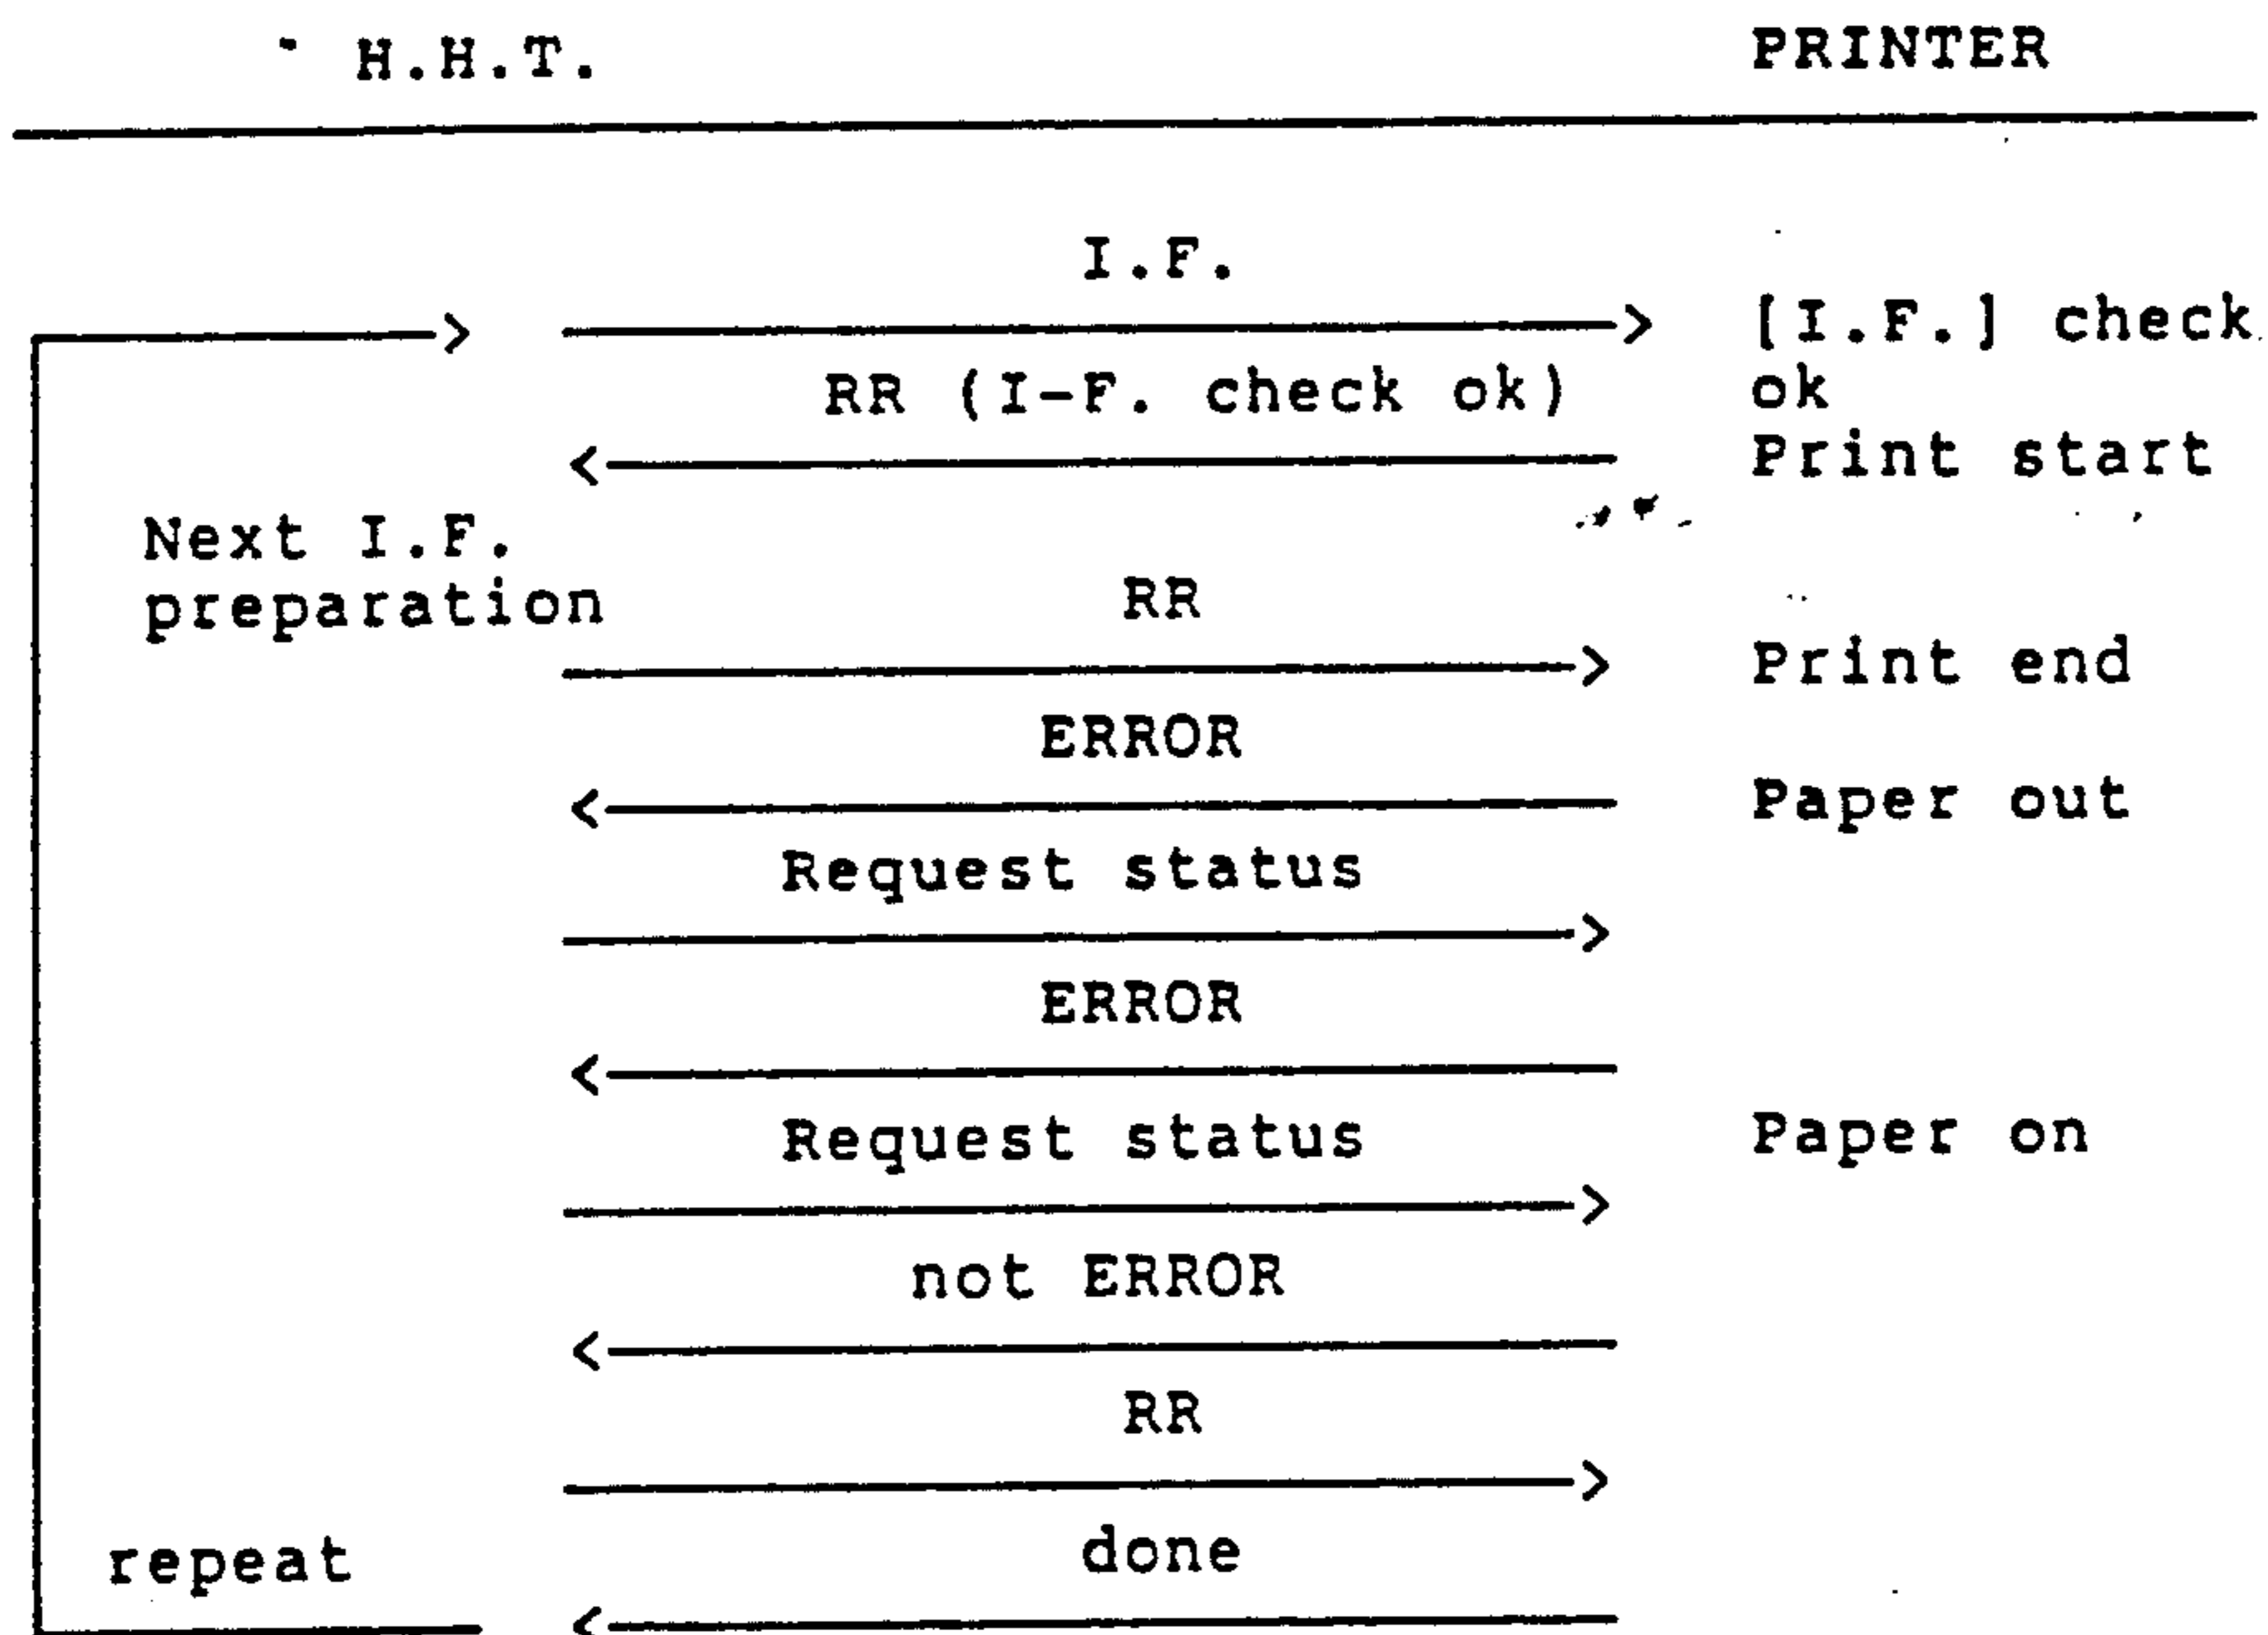 H.H.T. PRINTER
I.F.
[I.F.] check
RR (I-F. check ok) ok
Print start
Next I.F.
preparation RR
Print end
ERROR
Paper out
Request status
ERROR
Request status Paper on
not ERROR
RR
repeat done